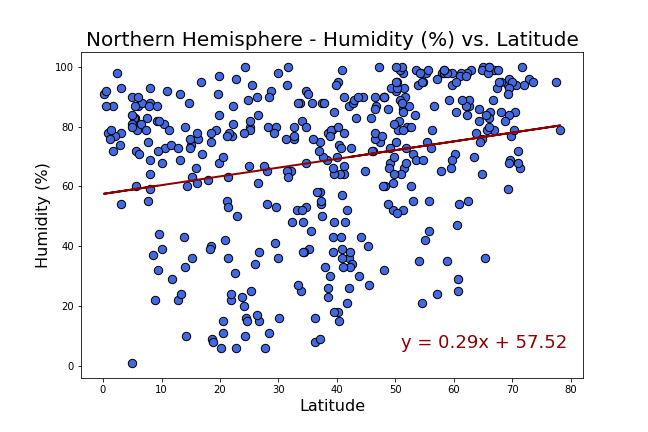 Northern Hemisphere - Humidity (%) vs. Latitude
100
80
60
40
20
0
Humidity (%)
y = 0.29x + 57.52
0 10 20 30 40 50 60 70 80
Latitude